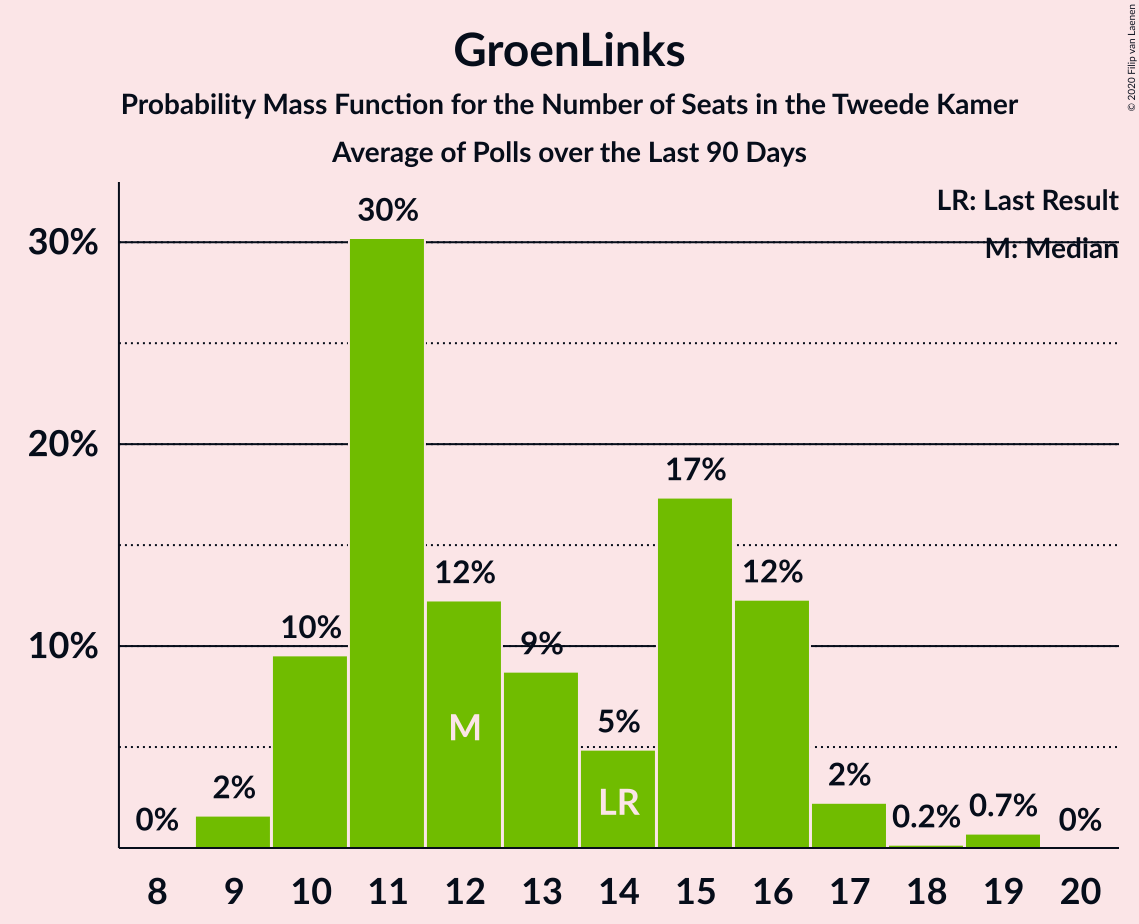 GroenLinks
Probability Mass Function for the Number of Seats in the Tweede Kamer
Average of Polls over the Last 90 Days
© 2020 Filip van Laenen
LR: Last Result
M: Median
30%
20%
10%
0%
2%
10%
30%
12%
9%
5%
17%
12%
2%
0.2%
0.7%
0%
M
LR
8 9 10 11 12 13 14 15 16 17 18 19 20